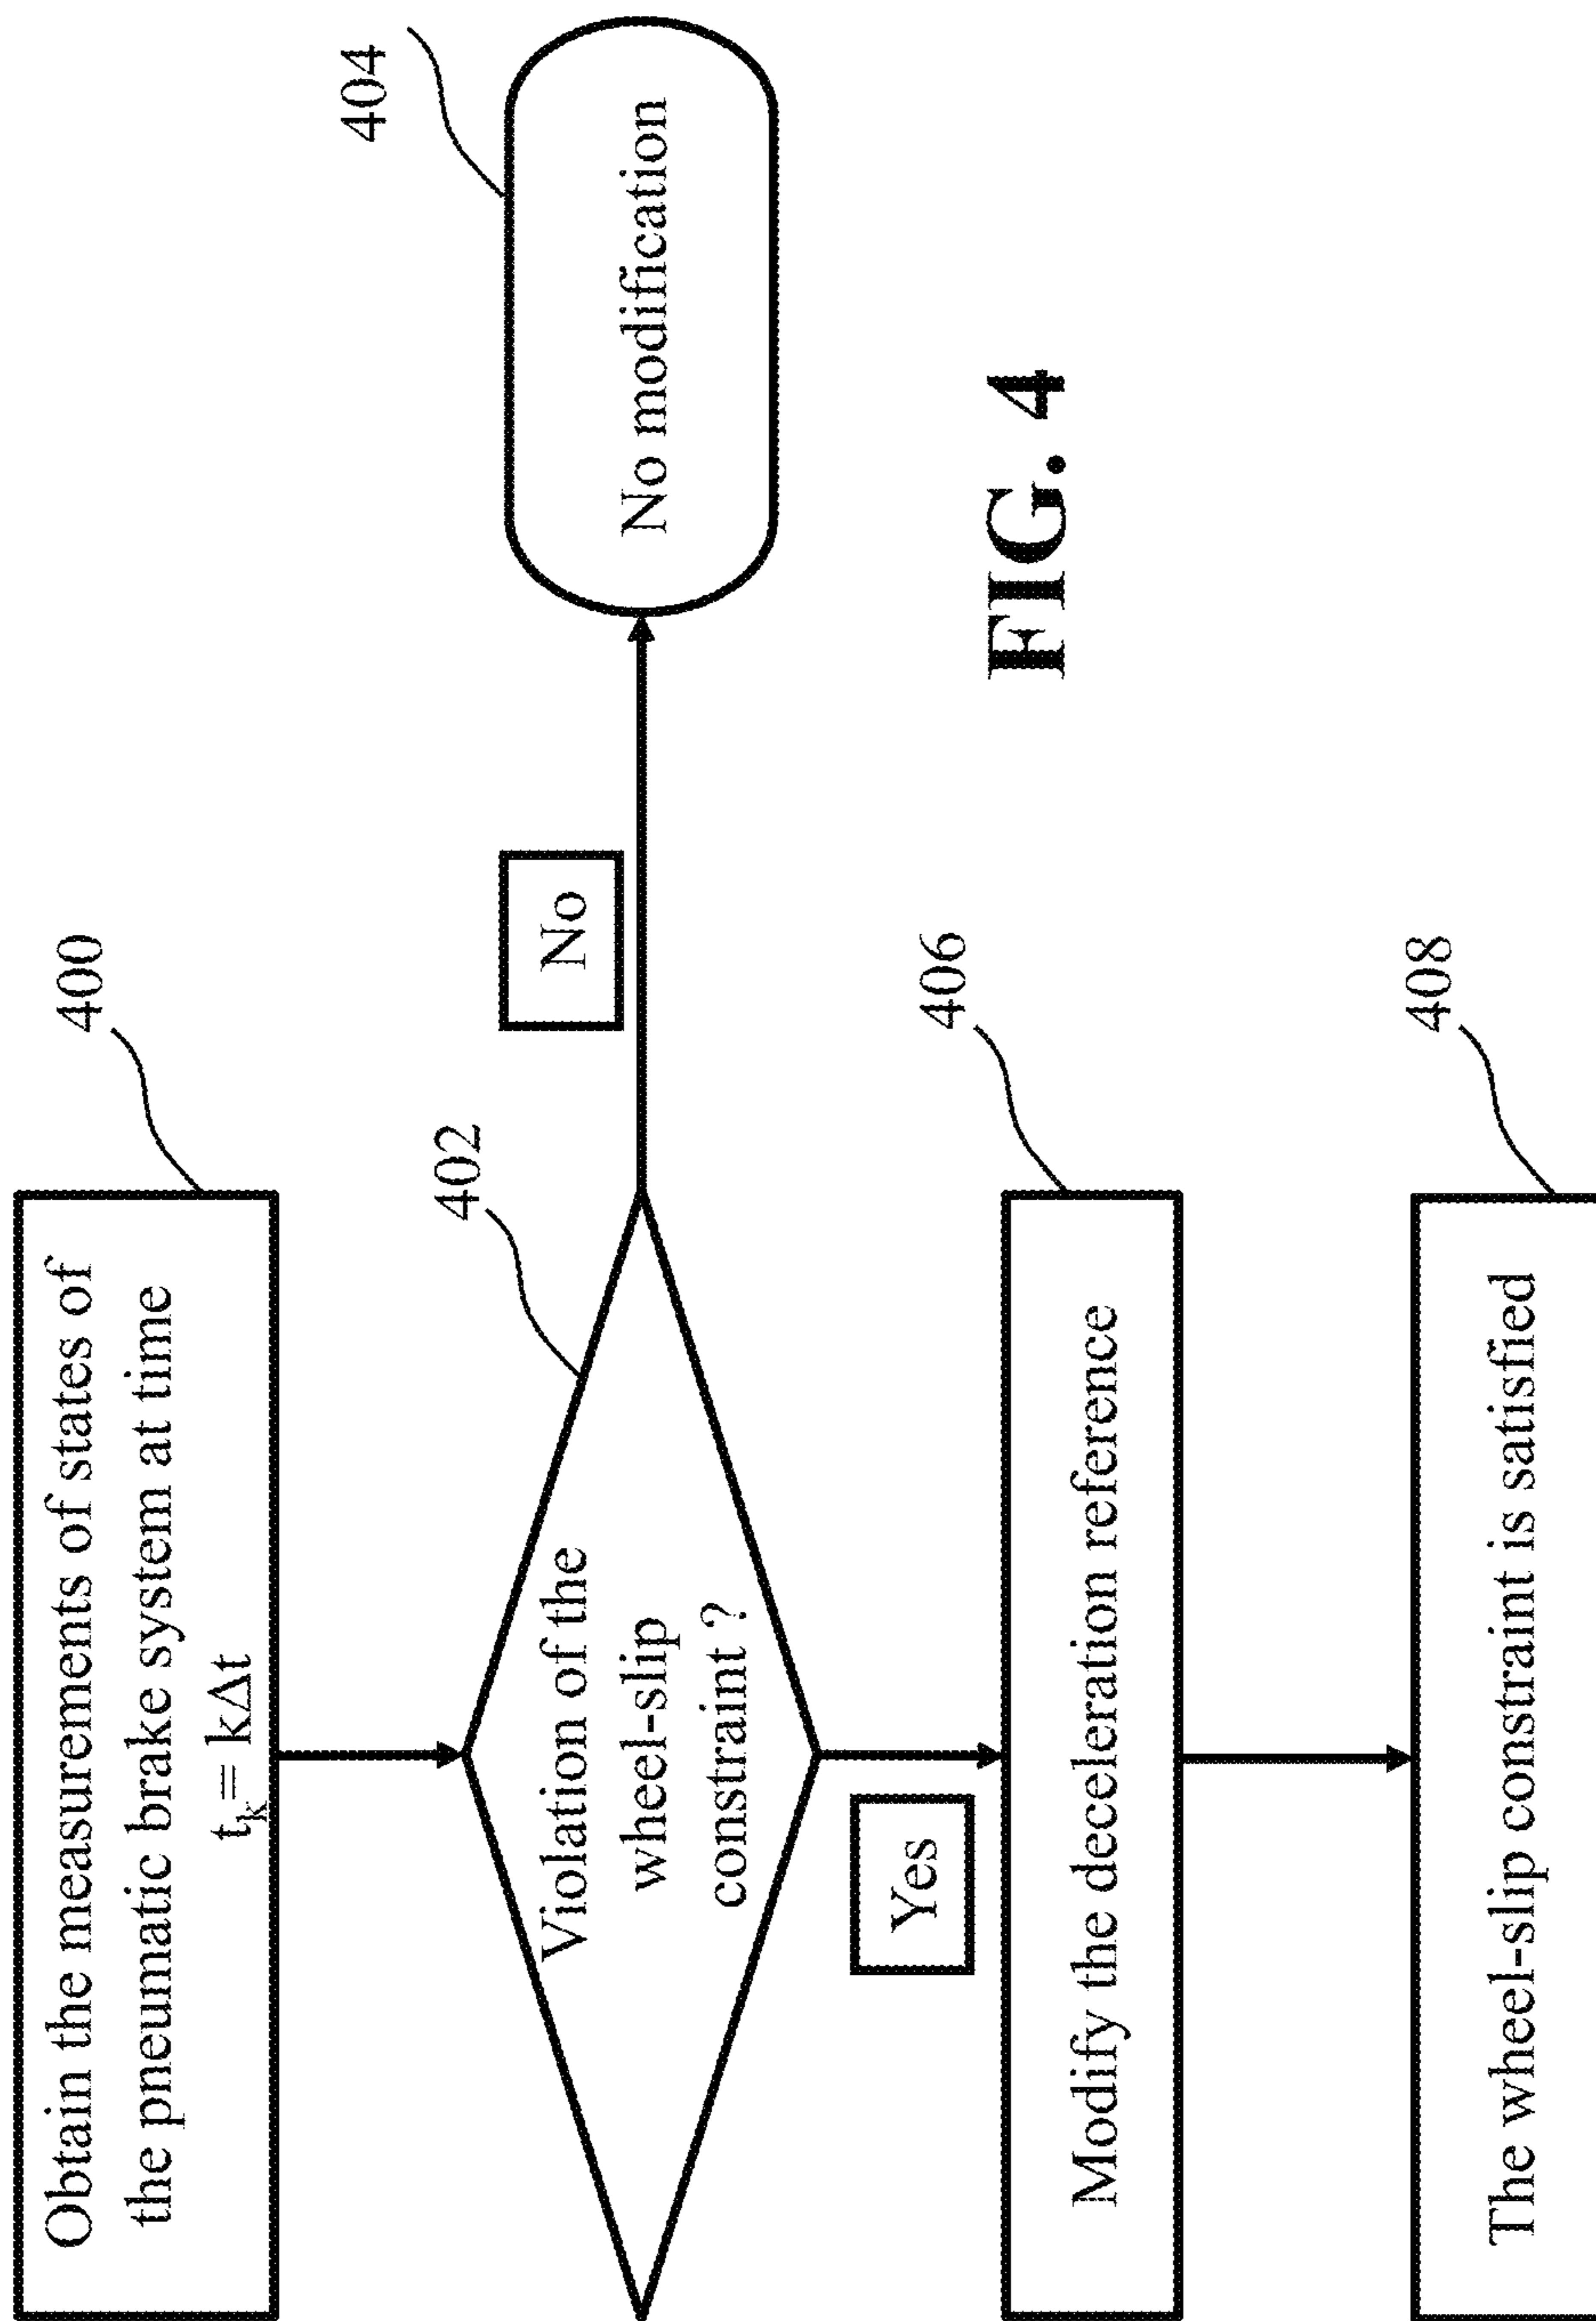 400
Obtain the measurements of states of
the pneumatic brake system at time
t_k = kΔt
402
Violation of the
wheel-slip
constraint ?
No
404
No modification
Yes
406
Modify the deceleration reference
408
The wheel-slip constraint is satisfied
FIG. 4